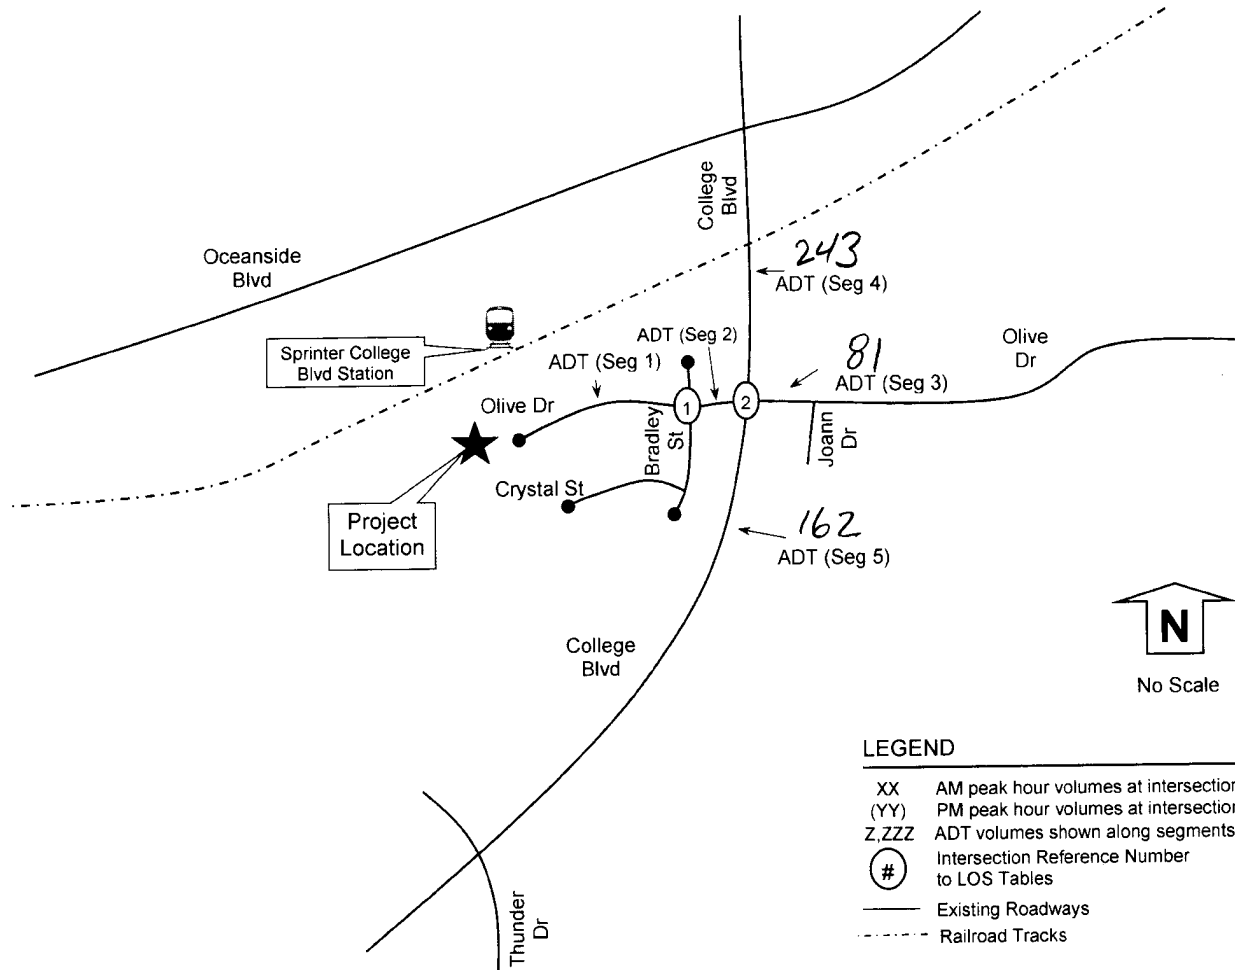 College
Blvd
243
ADT (Seg 4)
Oceanside
Blvd
Sprinter College
Blvd Station
ADT (Seg 1)
ADT (Seg 2)
81
ADT (Seg 3)
Olive
Dr
Olive Dr
1
2
Bradley
St
Joann
Dr
Crystal St
Project
Location
162
ADT (Seg 5)
College
Blvd
N
No Scale
Thunder
Dr
LEGEND
XX AM peak hour volumes at intersection
(YY) PM peak hour volumes at intersection
Z,ZZZ ADT volumes shown along segments
# Intersection Reference Number
to LOS Tables
Existing Roadways
Railroad Tracks